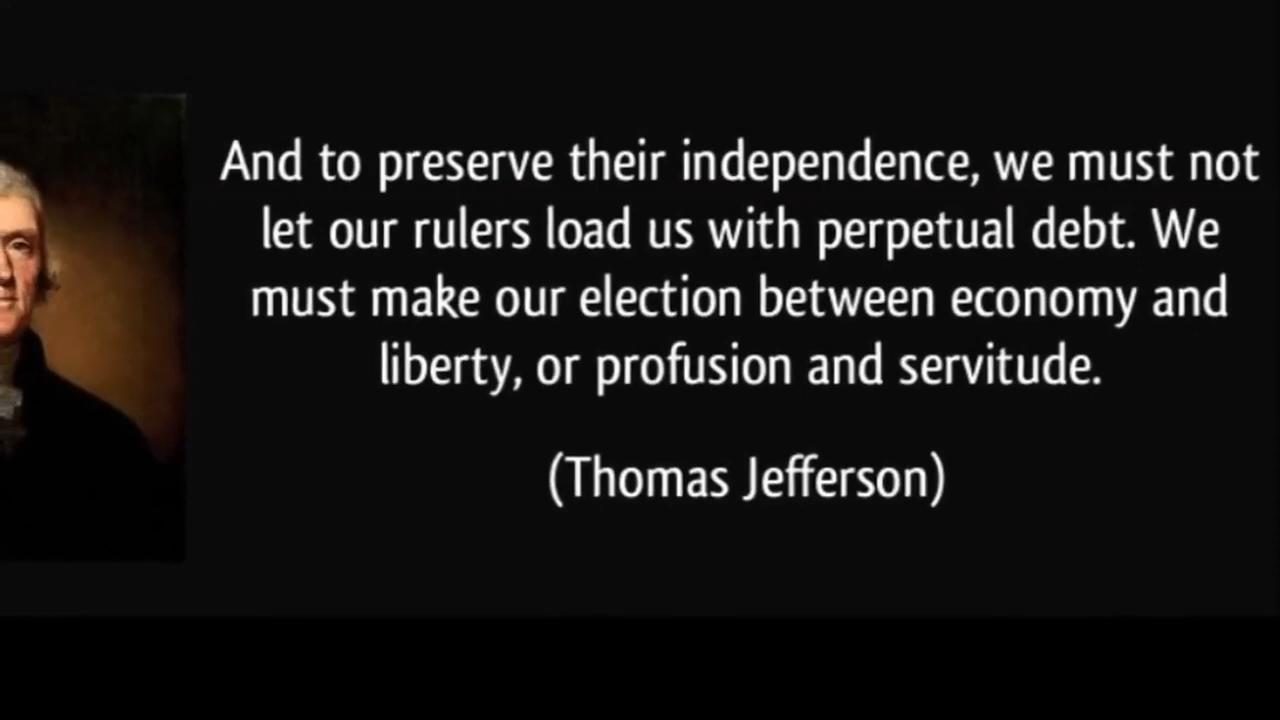 And to preserve their independence, we must not
let our rulers load us with perpetual debt. We
must make our election between economy and
liberty, or profusion and servitude.
(Thomas Jefferson)